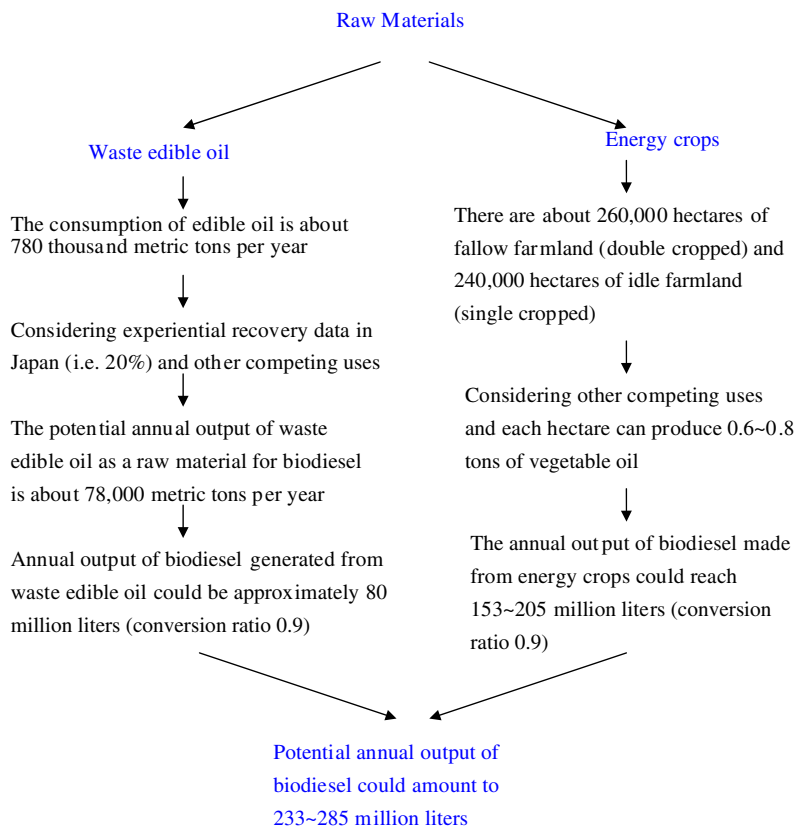 Raw Materials
Waste edible oil
The consumption of edible oil is about
780 thousand metric tons per year
Considering experiential recovery data in
Japan (i.e. 20%) and other competing uses
The potential annual output of waste
edible oil as a raw material for biodiesel
is about 78,000 metric tons per year
Annual output of biodiesel generated from
waste edible oil could be approximately 80
million liters (conversion ratio 0.9)
Energy crops
There are about 260,000 hectares of
fallow farmland (double cropped) and
240,000 hectares of idle farmland
(single cropped)
Considering other competing uses
and each hectare can produce 0.6~0.8
tons of vegetable oil
The annual output of biodiesel made
from energy crops could reach
153~205 million liters (conversion
ratio 0.9)
Potential annual output of
biodiesel could amount to
233~285 million liters